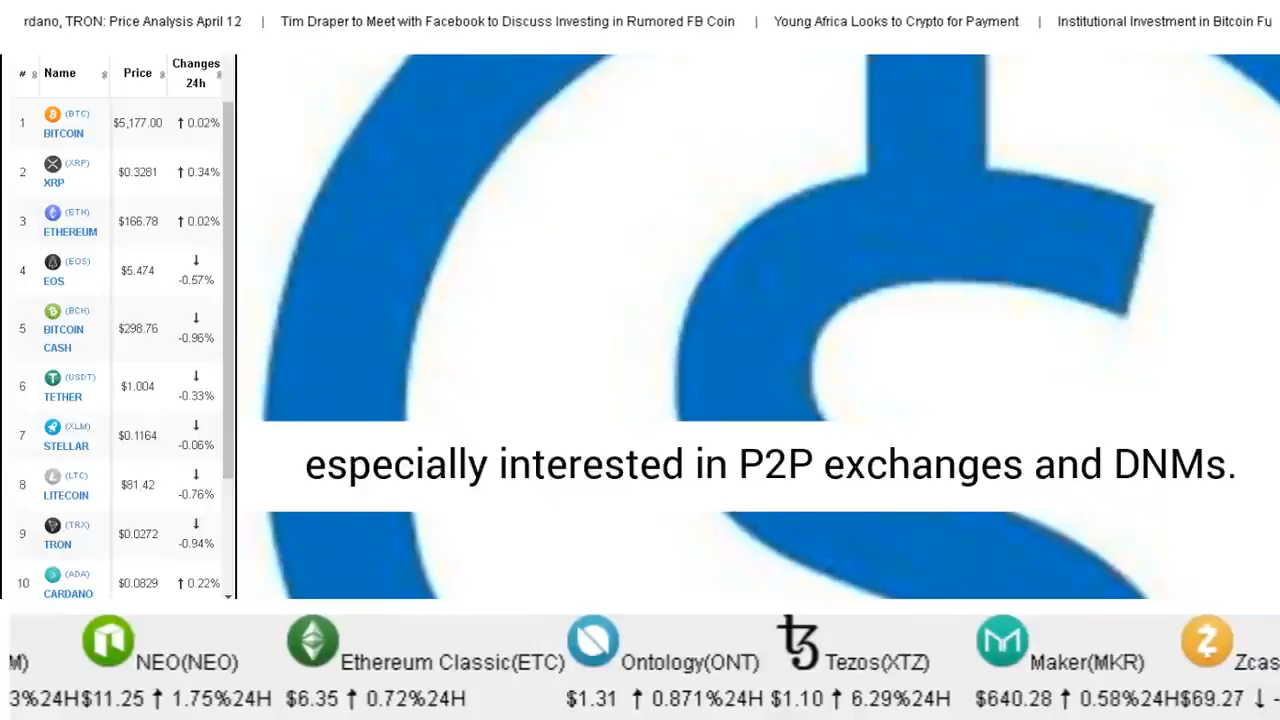 rdano, TRON: Price Analysis April 12 | Tim Draper to Meet with Facebook to Discuss Investing in Rumored FB Coin | Young Africa Looks to Crypto for Payment | Institutional Investment in Bitcoin Fu
# Name Price Changes 24h
1 (BTC) BITCOIN $5,177.00 ↑ 0.02%
2 (XRP) XRP $0.3281 ↑ 0.34%
3 (ETH) ETHEREUM $166.78 ↑ 0.02%
4 (EOS) EOS $5.474 ↓ -0.57%
5 (BCH) BITCOIN CASH $298.76 ↓ -0.96%
6 (USDT) TETHER $1.004 ↓ -0.33%
7 (XLM) STELLAR $0.1164 ↓ -0.06%
8 (LTC) LITECOIN $81.42 ↓ -0.76%
9 (TRX) TRON $0.0272 ↓ -0.94%
10 (ADA) CARDANO $0.0829 ↑ 0.22%
especially interested in P2P exchanges and DNMs.
M) NEO(NEO) Ethereum Classic(ETC) Ontology(ONT) Tezos(XTZ) Maker(MKR) Zcas
3%24H $11.25 ↑ 1.75%24H $6.35 ↑ 0.72%24H $1.31 ↑ 0.871%24H $1.10 ↑ 6.29%24H $640.28 ↑ 0.58%24H $69.27 ↓ -